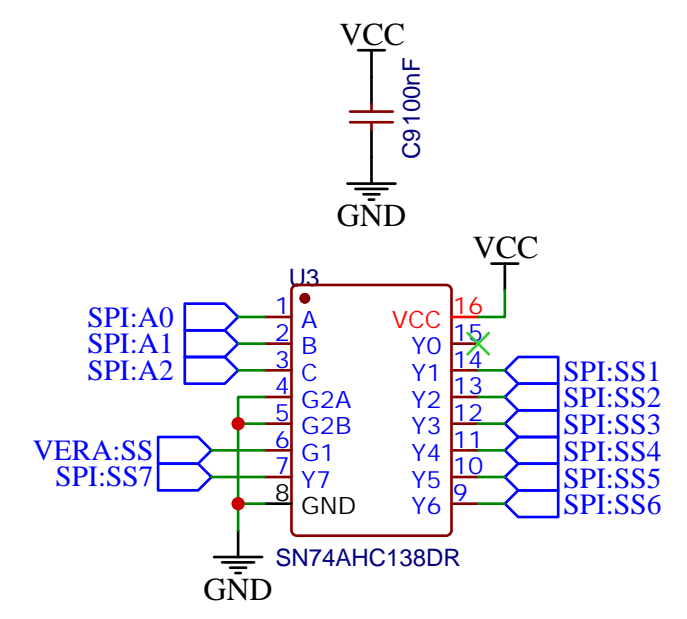 VCC
C9
100nF
GND
VCC
U3
1
16
SPI:A0
A
VCC
2
15
SPI:A1
B
Y0
3
14
SPI:A2
C
Y1
SPI:SS1
4
13
G2A
Y2
SPI:SS2
5
12
G2B
Y3
SPI:SS3
6
11
VERA:SS
G1
Y4
SPI:SS4
7
10
SPI:SS7
Y7
Y5
SPI:SS5
8
9
GND
Y6
SPI:SS6
SN74AHC138DR
GND